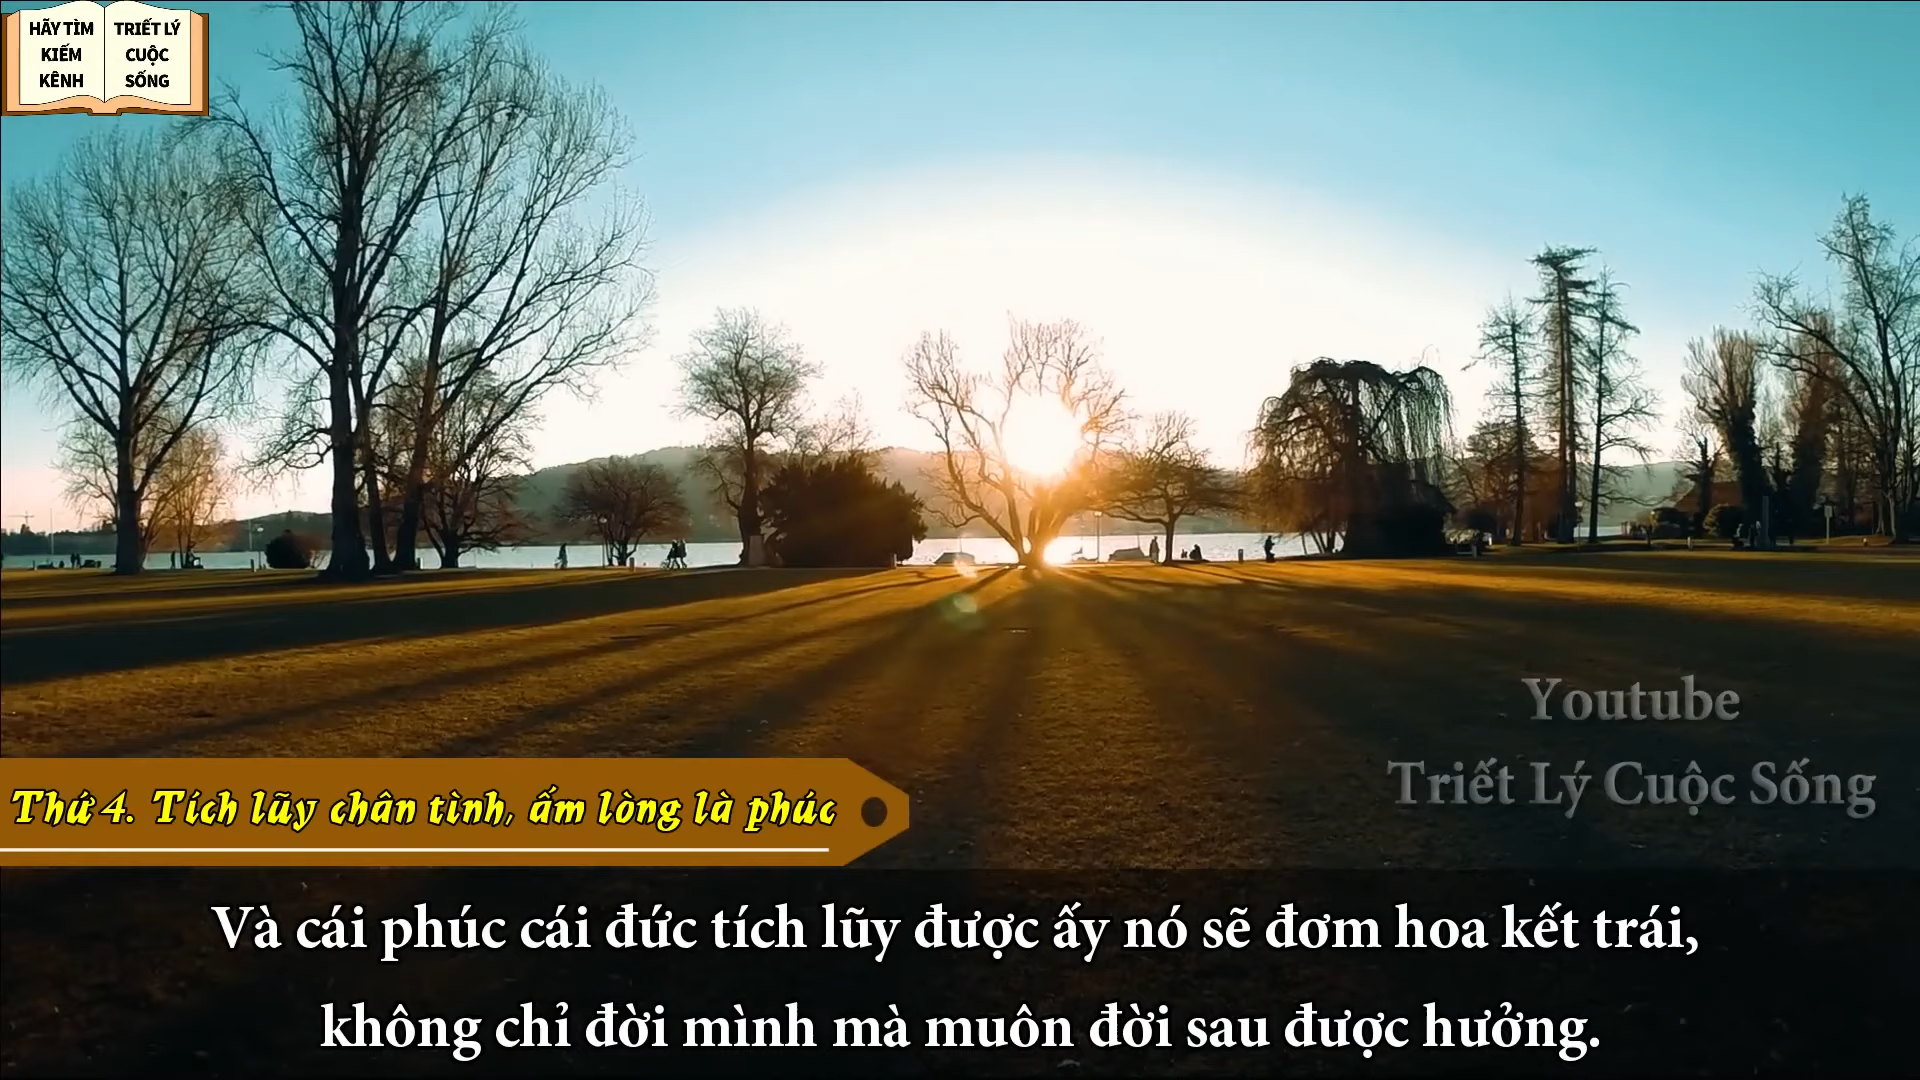 HÃY TÌM
KIẾM
KÊNH
TRIẾT LÝ
CUỘC
SỐNG
Youtube
Triết Lý Cuộc Sống
Thứ 4. Tích lũy chân tình, ấm lòng là phúc
Và cái phúc cái đức tích lũy được ấy nó sẽ đơm hoa kết trái,
không chỉ đời mình mà muôn đời sau được hưởng.